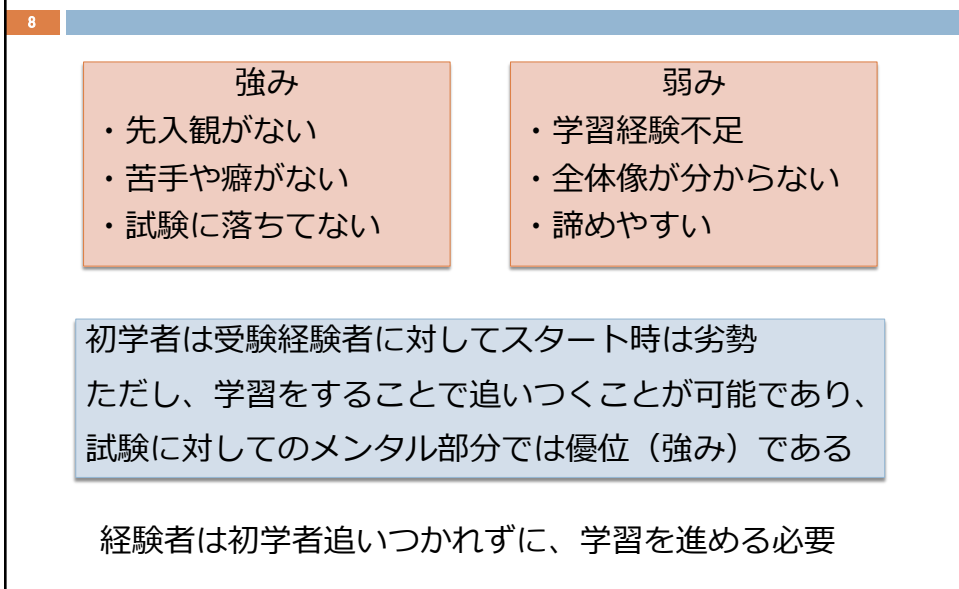 8
強み
・先入観がない
・苦手や癖がない
・試験に落ちてない
弱み
・学習経験不足
・全体像が分からない
・諦めやすい
初学者は受験経験者に対してスタート時は劣勢
ただし、学習をすることで追いつくことが可能であり、
試験に対してのメンタル部分では優位（強み）である
経験者は初学者追いつかれずに、学習を進める必要